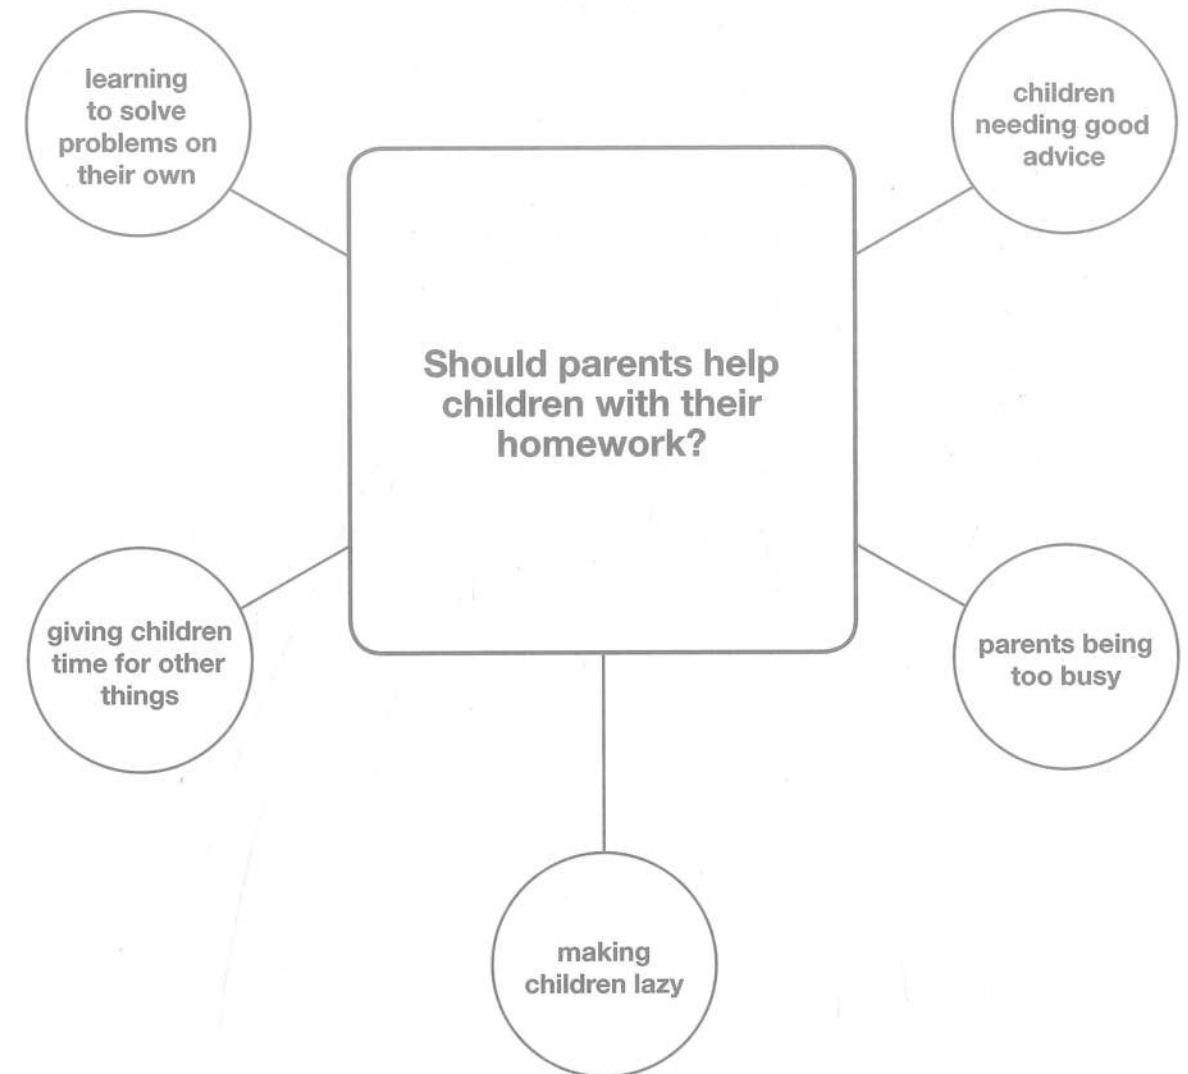 learning
to solve
problems on
their own
children
needing good
advice
Should parents help
children with their
homework?
giving children
time for other
things
parents being
too busy
making
children lazy